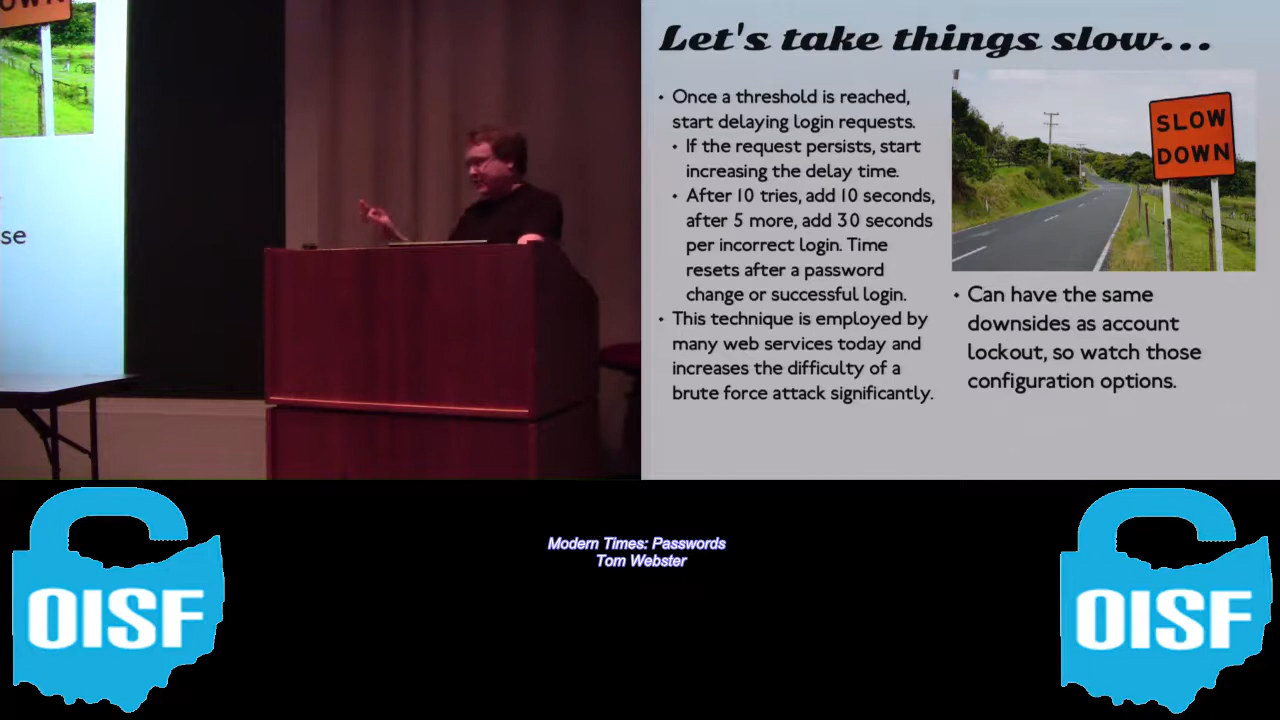 OWN
se
Let's take things slow...
• Once a threshold is reached,
start delaying login requests.
• If the request persists, start
increasing the delay time.
• After 10 tries, add 10 seconds,
after 5 more, add 30 seconds
per incorrect login. Time
resets after a password
change or successful login.
• This technique is employed by
many web services today and
increases the difficulty of a
brute force attack significantly.
SLOW
DOWN
• Can have the same
downsides as account
lockout, so watch those
configuration options.
Modern Times: Passwords
Tom Webster
OISF
OISF